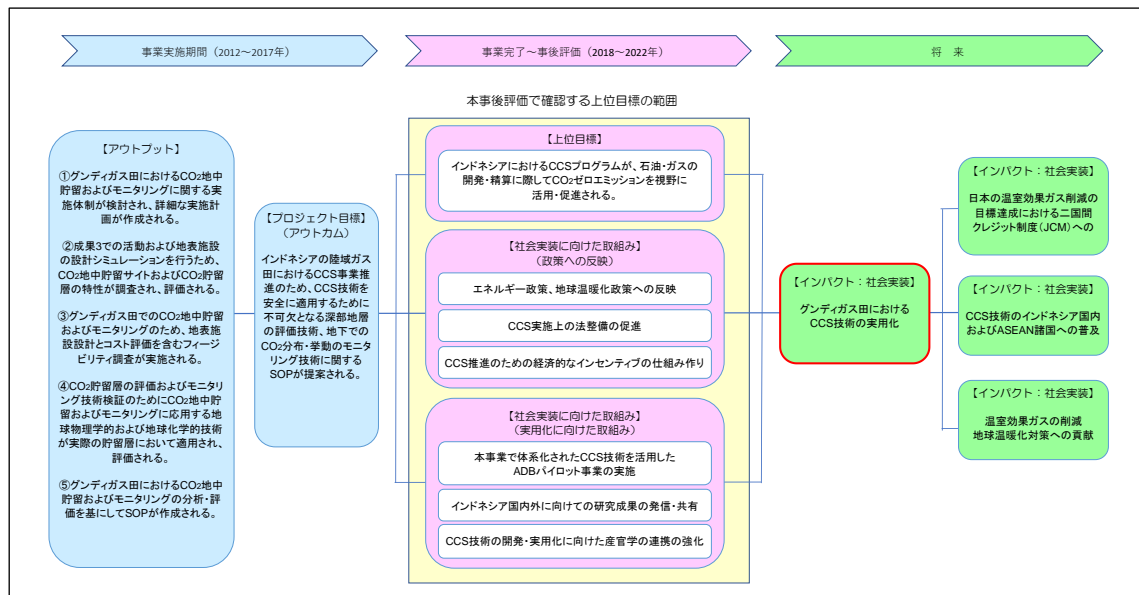 事業実施期間（2012～2017年）
事業完了～事後評価（2018～2022年）
将　来
本事後評価で確認する上位目標の範囲
【アウトプット】
①グンディガス田におけるCO2地中
貯留およびモニタリングに関する実
施体制が検討され、詳細な実施計
画が作成される。
②成果3での活動および地表施設
の設計シミュレーションを行うため、
CO2地中貯留サイトおよびCO2貯留
層の特性が調査され、評価される。
③グンディガス田でのCO2地中貯
留およびモニタリングのため、地表施
設設計とコスト評価を含むフィージ
ビリティ調査が実施される。
④CO2貯留層の評価およびモニタ
リング技術検証のためにCO2地中貯
留およびモニタリングに応用する地
球物理学的および地球化学的技術
が実際の貯留層において適用され、
評価される。
⑤グンディガス田におけるCO2地中
貯留およびモニタリングの分析・評
価を基にしてSOPが作成される。
【プロジェクト目標】
（アウトカム）
インドネシアの陸域ガス
田におけるCCS事業推
進のため、CCS技術を
安全に適用するために
不可欠となる深部地層
の評価技術、地下での
CO2分布・挙動のモニ
タリング技術に関する
SOPが提案される。
【上位目標】
インドネシアにおけるCCSプログラムが、石油・ガスの
開発・精算に際してCO2ゼロエミッションを視野に
活用・促進される。
【社会実装に向けた取組み】
（政策への反映）
エネルギー政策、地球温暖化政策への反映
CCS実施上の法整備の促進
CCS推進のための経済的なインセンティブの仕組み作り
【社会実装に向けた取組み】
（実用化に向けた取組み）
本事業で体系化されたCCS技術を活用した
ADBパイロット事業の実施
インドネシア国内外に向けての研究成果の発信・共有
CCS技術の開発・実用化に向けた産官学の連携の強化
【インパクト：社会実装】
グンディガス田における
CCS技術の実用化
【インパクト：社会実装】
日本の温室効果ガス削減の
目標達成における二国間
クレジット制度（JCM）への
【インパクト：社会実装】
CCS技術のインドネシア国内
およびASEAN諸国への普及
【インパクト：社会実装】
温室効果ガスの削減
地球温暖化対策への貢献